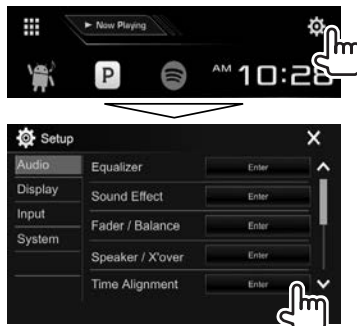 Now Playing
P
AM 10:28
Setup
X
Audio
Equalizer
Enter
Display
Sound Effect
Enter
Input
Fader / Balance
Enter
System
Speaker / X'over
Enter
Time Alignment
Enter